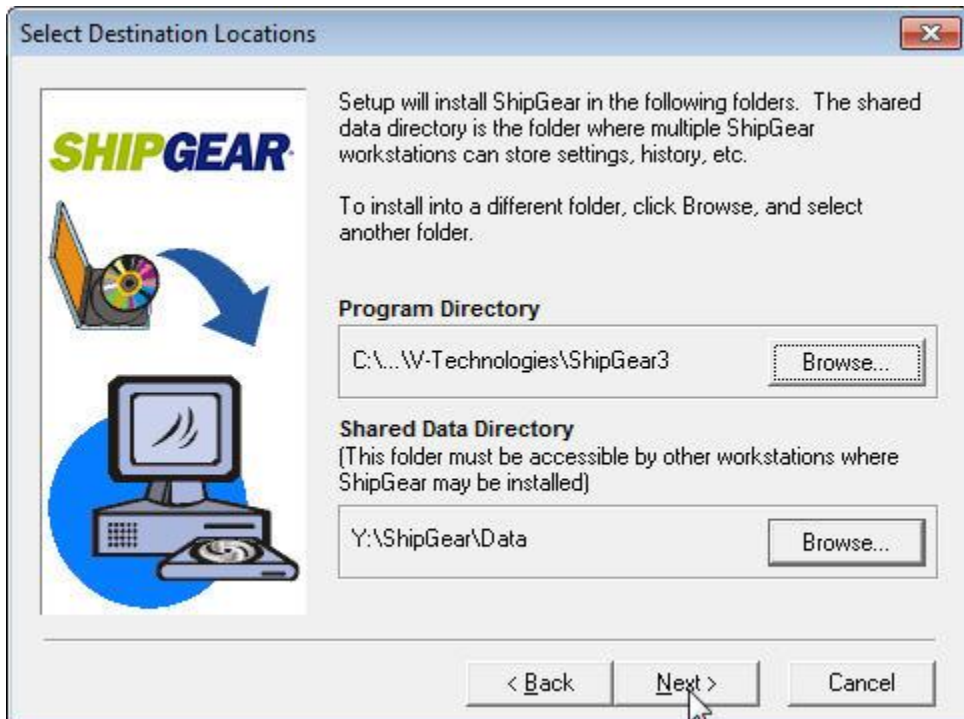 Select Destination Locations
SHIPGEAR
Setup will install ShipGear in the following folders.  The shared
data directory is the folder where multiple ShipGear
workstations can store settings, history, etc.
To install into a different folder, click Browse, and select
another folder.
Program Directory
C:\...\V-Technologies\ShipGear3
Browse...
Shared Data Directory
(This folder must be accessible by other workstations where
ShipGear may be installed)
Y:\ShipGear\Data
Browse...
< Back
Next >
Cancel